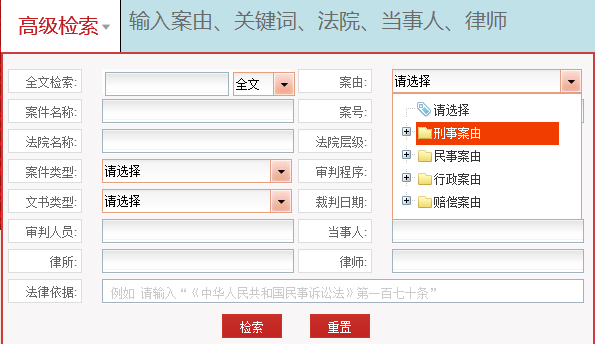 高级检索 输入案由、关键词、法院、当事人、律师
全文检索: 全文 案由: 请选择
案件名称: 案号: 请选择
法院名称: 法院层级: 刑事案由
案件类型: 请选择 审判程序: 民事案由
行政案由
文书类型: 请选择 裁判日期: 赔偿案由
审判人员: 当事人:
律所: 律师:
法律依据: 例如 请输入“《中华人民共和国民事诉讼法》第一百七十条”
检索 重置